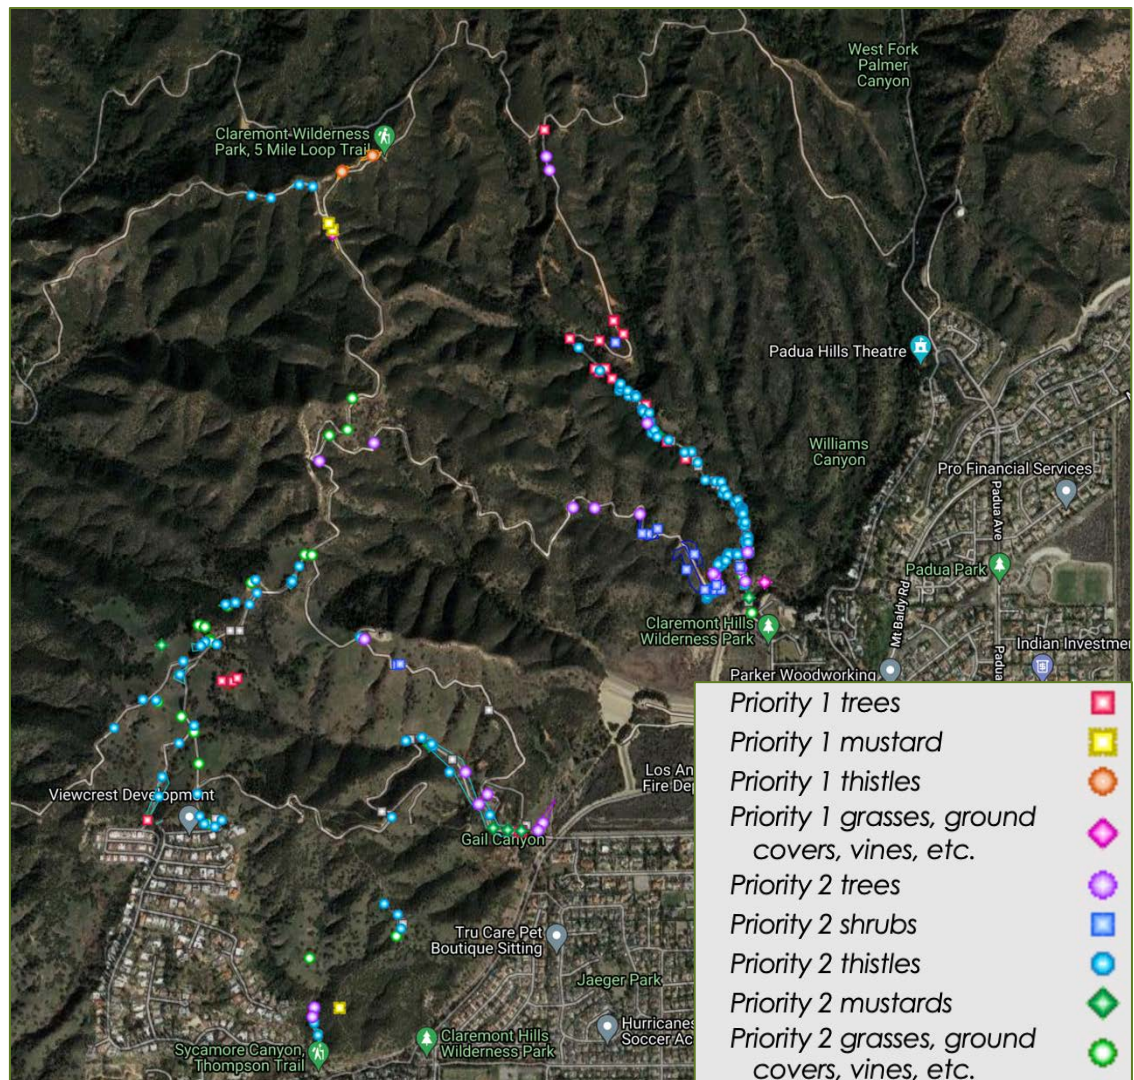 West Fork
Palmer
Canyon
Claremont Wilderness
Park, 5 Mile Loop Trail
Padua Hills Theatre
Williams
Canyon
Pro Financial Services
Padua Ave
Padua Park
Claremont Hills
Wilderness Park
Mt Baldy Rd
Indian Investmen
Padua
Parker Woodworking
Los An
Fire Dep
Viewcrest Development
Gail Canyon
Tru Care Pet
Boutique Sitting
Jaeger Park
Hurricanes
Soccer Ac
Claremont Hills
Wilderness Park
Sycamore Canyon,
Thompson Trail
Priority 1 trees
Priority 1 mustard
Priority 1 thistles
Priority 1 grasses, ground
covers, vines, etc.
Priority 2 trees
Priority 2 shrubs
Priority 2 thistles
Priority 2 mustards
Priority 2 grasses, ground
covers, vines, etc.